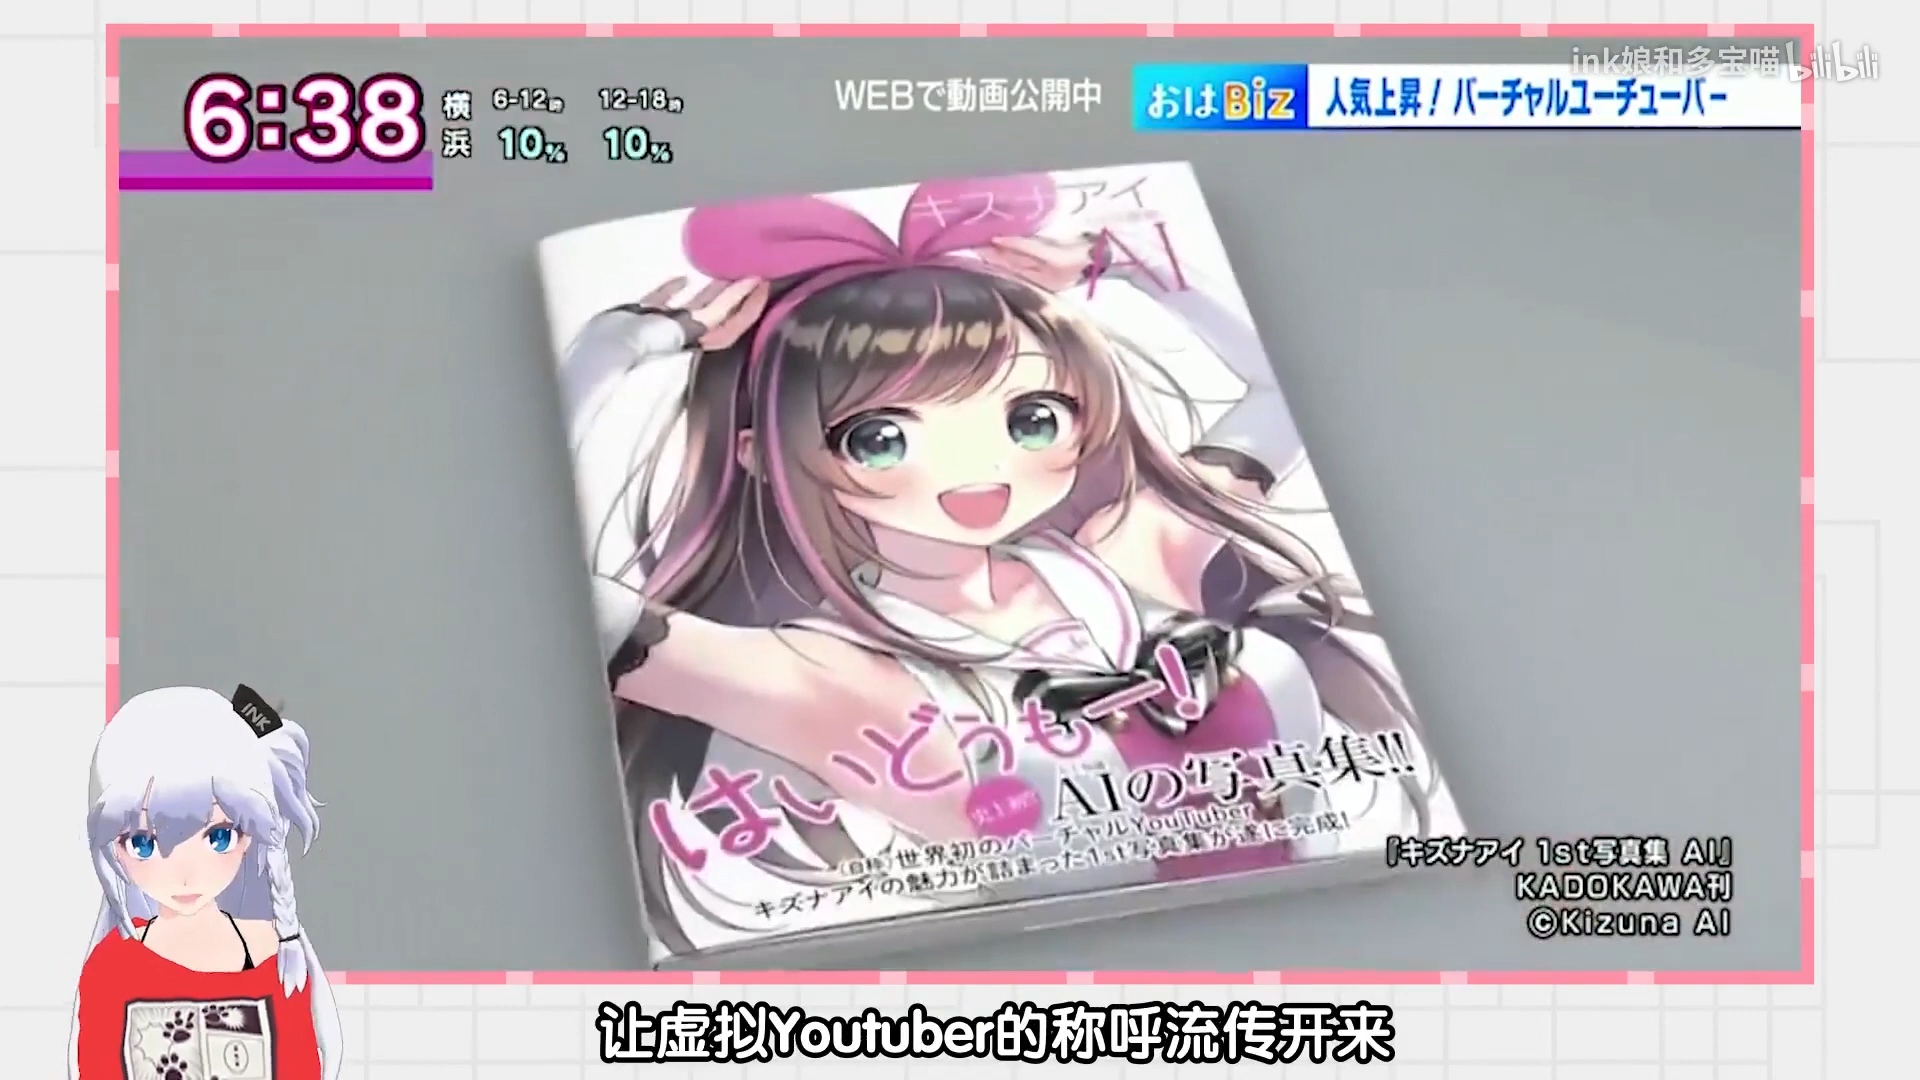 ink娘和多宝喵 bilibili
6:38
横浜
6-12時 12-18時
10% 10%
WEBで動画公開中
おはBiz
人気上昇！バーチャルユーチューバー
キズナアイ
AI
はいどうもー！
AIの写真集!!
(自称)世界初のバーチャルYouTuber
キズナアイの魅力が詰まった1st写真集が遂に完成!
『キズナアイ 1st写真集 AI』
KADOKAWA刊
©Kizuna AI
INK
让虚拟Youtuber的称呼流传开来